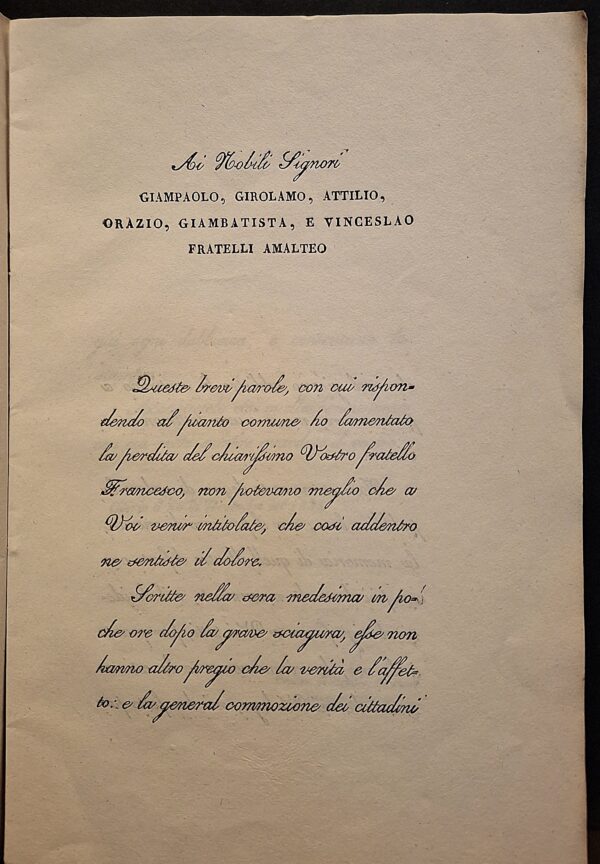 Ai Nobili Signori
GIAMPAOLO, GIROLAMO, ATTILIO,
ORAZIO, GIAMBATISTA, E VINCESLAO
FRATELLI AMALTEO
Queste brevi parole, con cui rispon=
dendo al pianto comune ho lamentato
la perdita del chiariſsimo Vostro fratello
Francesco, non potevano meglio che a
Voi venir intitolate, che così addentro
ne sentiste il dolore.
Scritte nella sera medesima in po=
che ore dopo la grave sciagura, eſse non
hanno altro pregio che la verità e l'affet=
to: e la general commozione dei cittadini